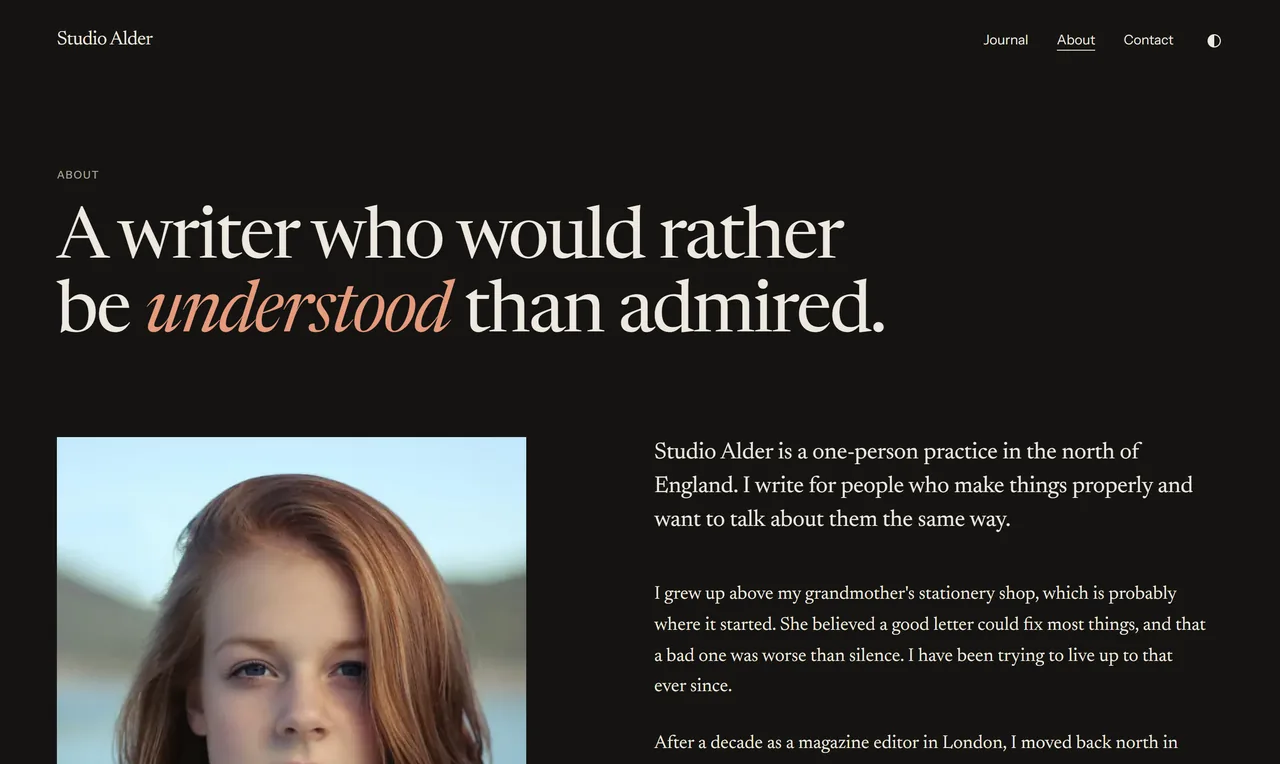 Studio Alder
Journal
About
Contact
ABOUT
A writer who would rather
be understood than admired.
Studio Alder is a one-person practice in the north of
England. I write for people who make things properly and
want to talk about them the same way.
I grew up above my grandmother's stationery shop, which is probably
where it started. She believed a good letter could fix most things, and that
a bad one was worse than silence. I have been trying to live up to that
ever since.
After a decade as a magazine editor in London, I moved back north in